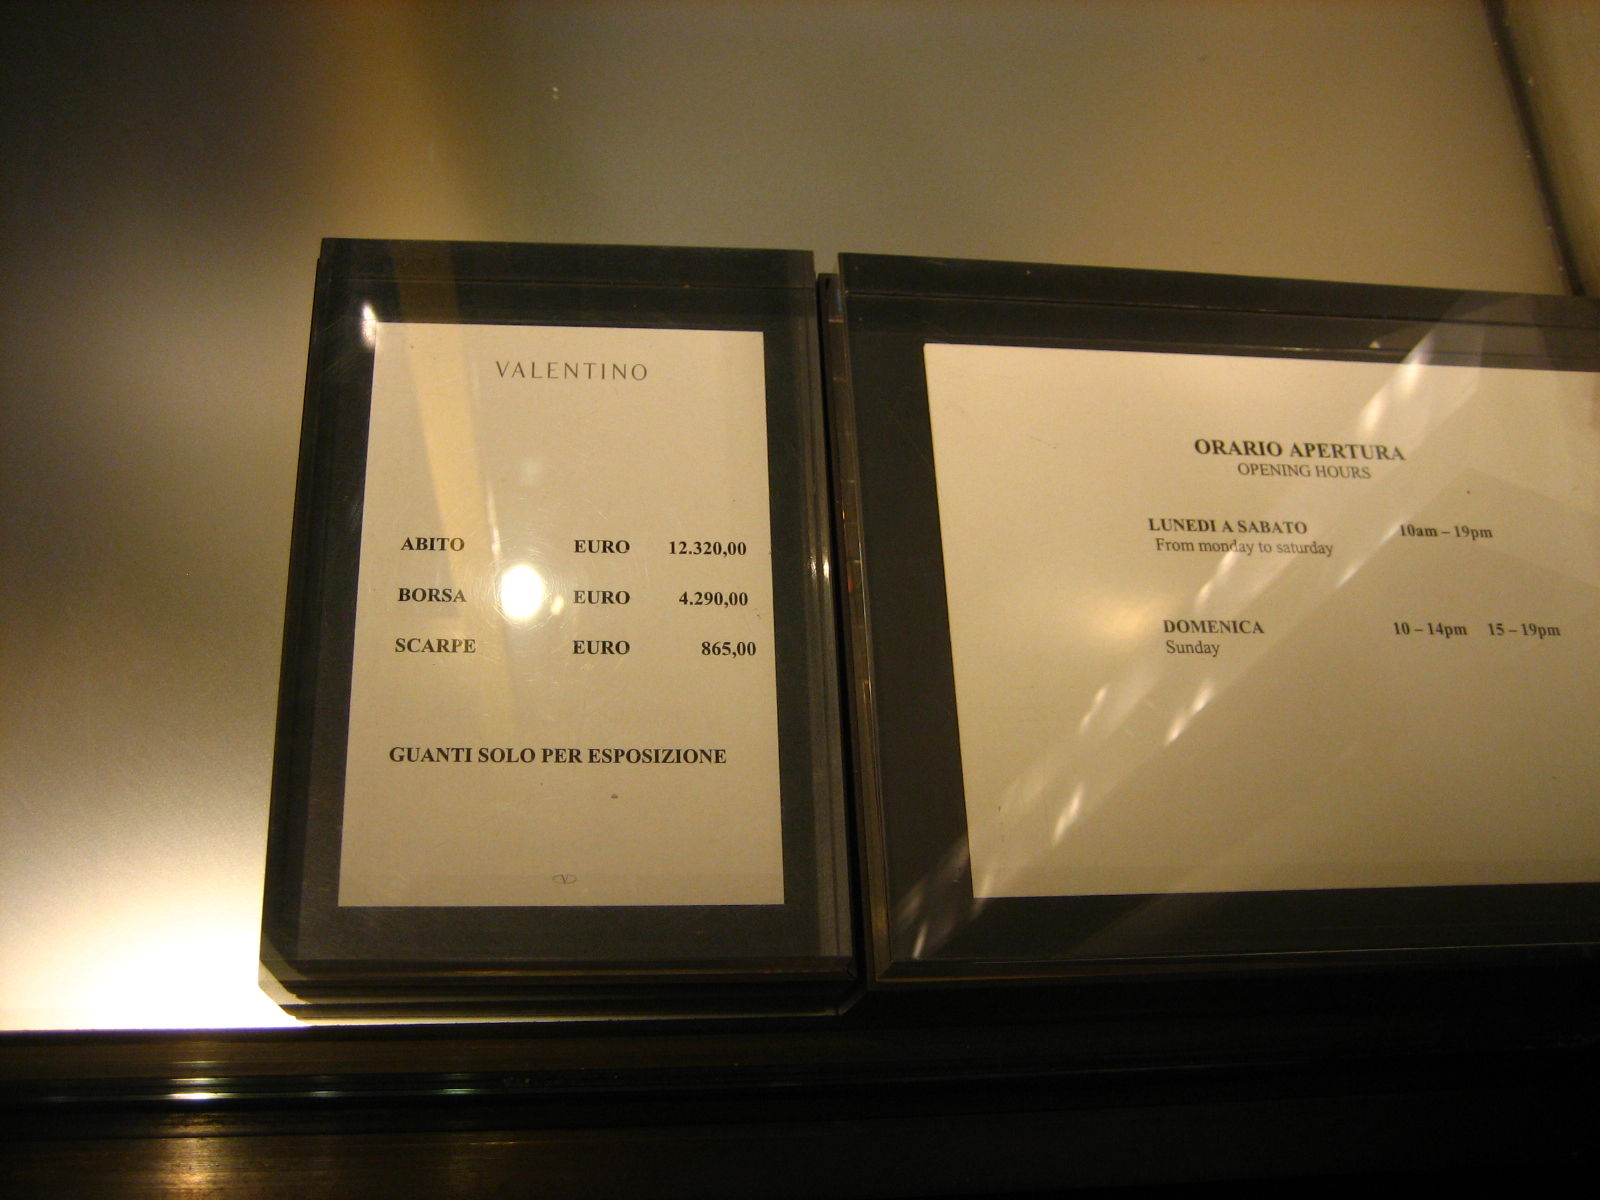 VALENTINO
ABITO EURO 12.320,00
BORSA EURO 4.290,00
SCARPE EURO 865,00
GUANTI SOLO PER ESPOSIZIONE
ORARIO APERTURA
OPENING HOURS
LUNEDI A SABATO 10am – 19pm
From monday to saturday
DOMENICA 10 – 14pm 15 – 19pm
Sunday